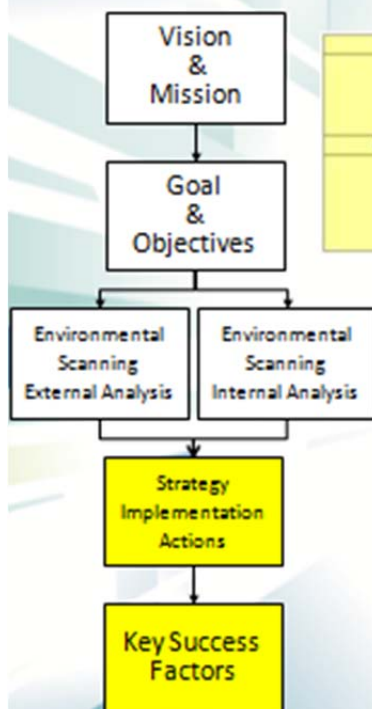 Vision
&
Mission
Goal
&
Objectives
Environmental
Scanning
External Analysis
Environmental
Scanning
Internal Analysis
Strategy
Implementation
Actions
Key Success
Factors